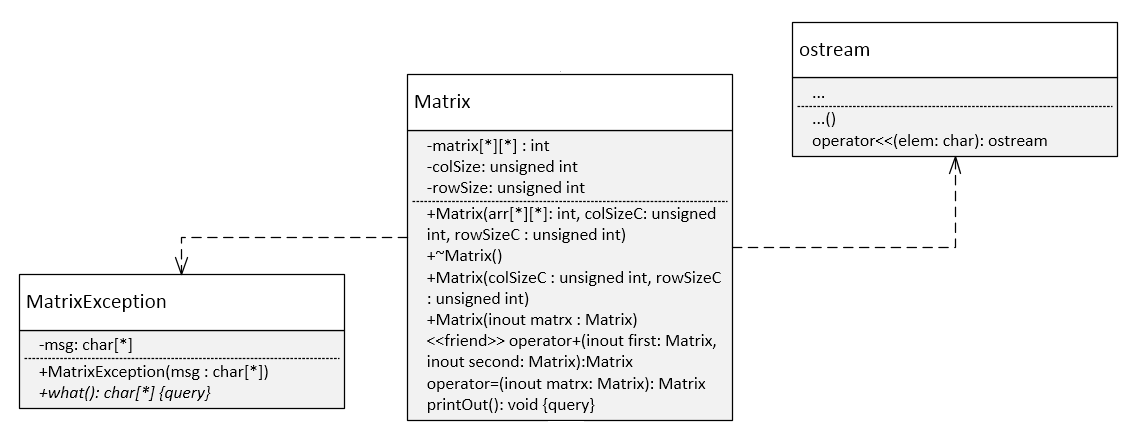 ostream
...
...()
operator<<(elem: char): ostream
Matrix
-matrix[*][*] : int
-colSize: unsigned int
-rowSize: unsigned int
+Matrix(arr[*][*]: int, colSizeC: unsigned
int, rowSizeC : unsigned int)
+~Matrix()
+Matrix(colSizeC : unsigned int, rowSizeC
: unsigned int)
+Matrix(inout matrx : Matrix)
<<friend>> operator+(inout first: Matrix,
inout second: Matrix):Matrix
operator=(inout matrx: Matrix): Matrix
printOut(): void {query}
MatrixException
-msg: char[*]
+MatrixException(msg : char[*])
+what(): char[*] {query}